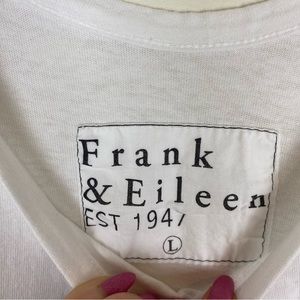 Frank
& Eileen
EST 1947
L